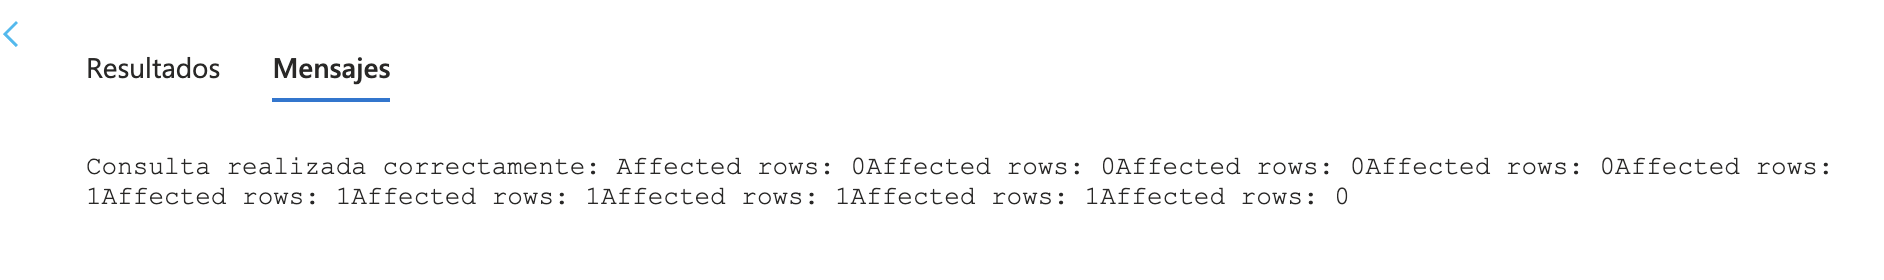 Resultados Mensajes
Consulta realizada correctamente: Affected rows: 0Affected rows: 0Affected rows: 0Affected rows: 0Affected rows:
1Affected rows: 1Affected rows: 1Affected rows: 1Affected rows: 1Affected rows: 0